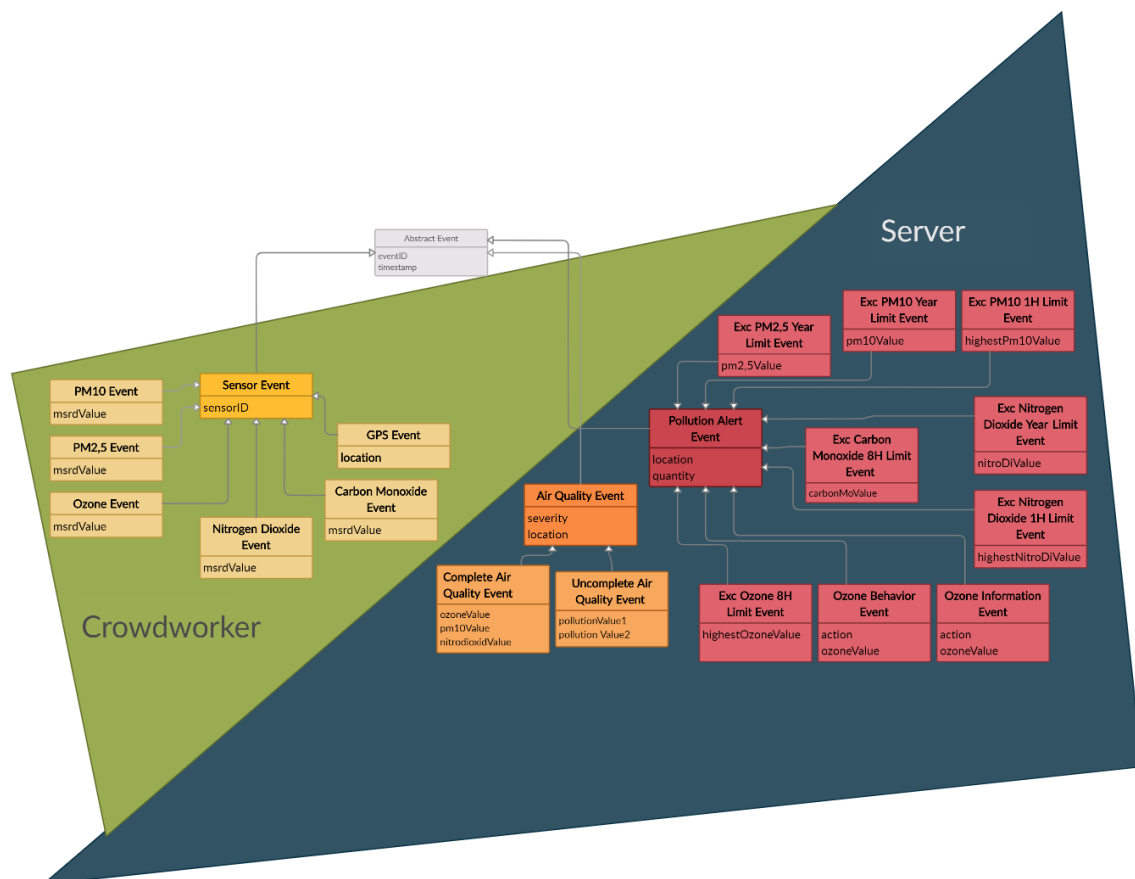 Server
Abstract Event
eventID
timestamp
Exc PM10 Year
Limit Event
pm10Value
Exc PM10 1H Limit
Event
highestPm10Value
Exc PM2,5 Year
Limit Event
pm2,5Value
Sensor Event
sensorID
PM10 Event
msrdValue
PM2,5 Event
msrdValue
Ozone Event
msrdValue
Nitrogen Dioxide
Event
msrdValue
GPS Event
location
Carbon Monoxide
Event
msrdValue
Pollution Alert
Event
location
quantity
Exc Nitrogen
Dioxide Year Limit
Event
nitroDiValue
Exc Carbon
Monoxide 8H Limit
Event
carbonMoValue
Exc Nitrogen
Dioxide 1H Limit
Event
highestNitroDiValue
Air Quality Event
severity
location
Complete Air
Quality Event
ozoneValue
pm10Value
nitrodioxidValue
Uncomplete Air
Quality Event
pollutionValue1
pollution Value2
Exc Ozone 8H
Limit Event
highestOzoneValue
Ozone Behavior
Event
action
ozoneValue
Ozone Information
Event
action
ozoneValue
Crowdworker